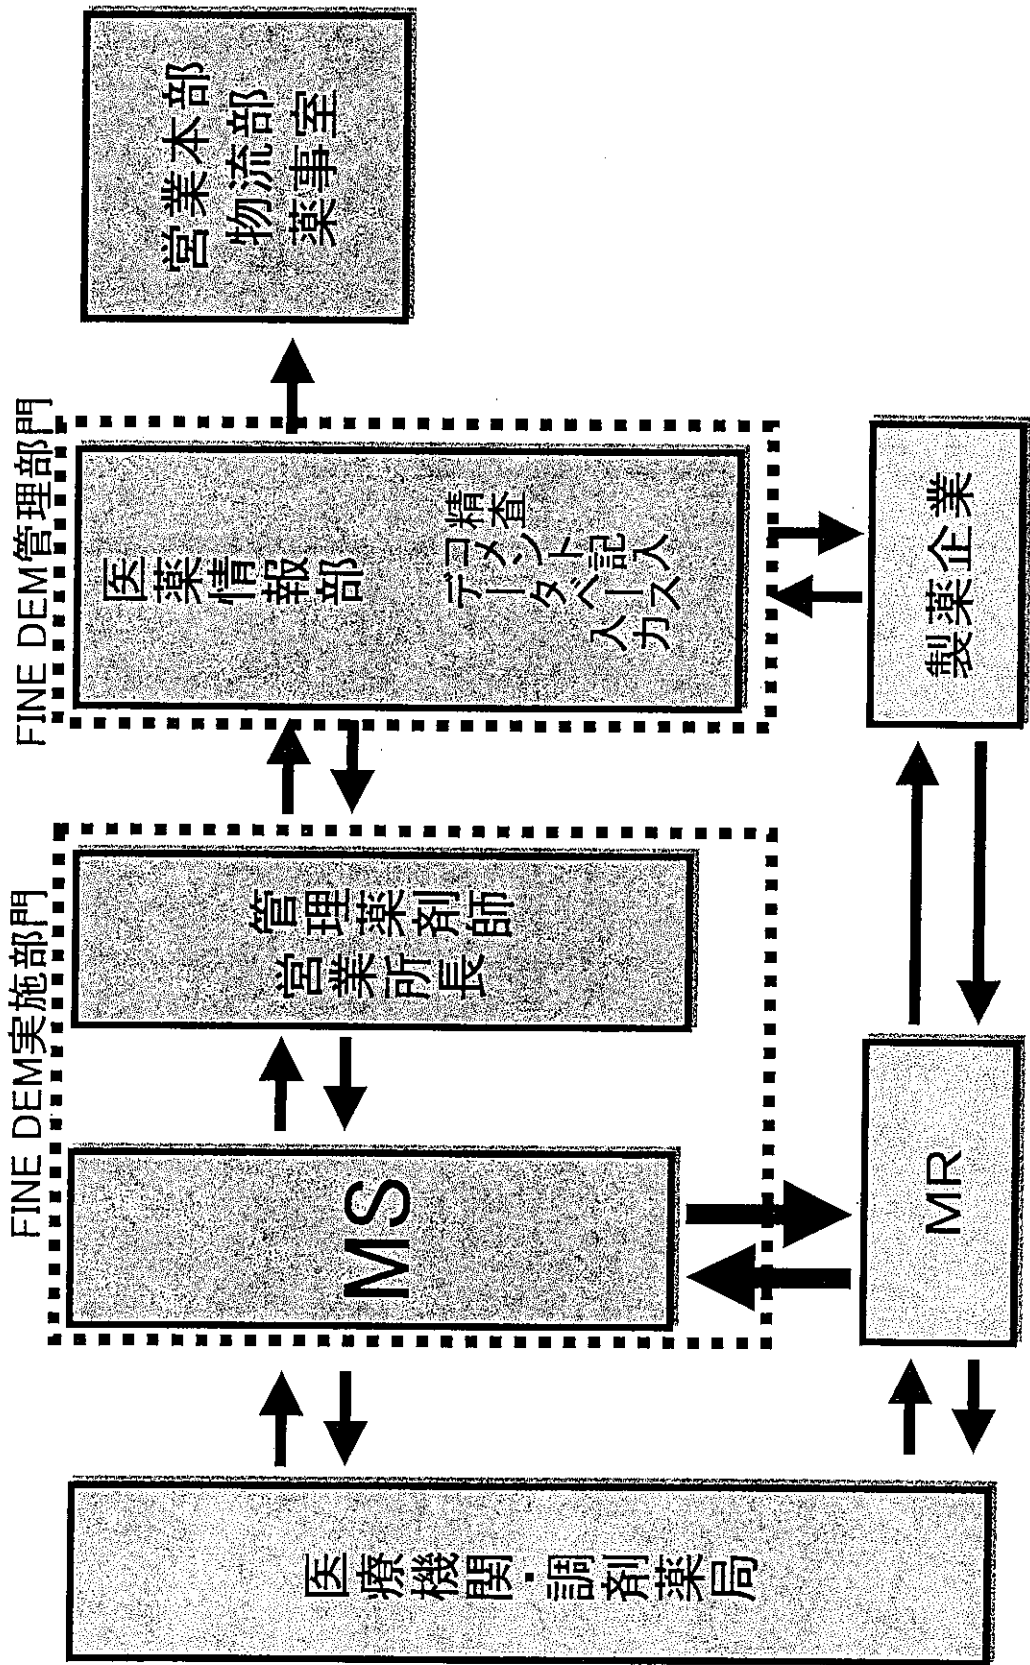 FINE DEM実施部門
FINE DEM管理部門
医療機関・調剤薬局
MS
管理薬剤師
営業所長
医薬情報部
精査
コメント記入
データベース
入力
営業本部
物流部
薬事室
MR
製薬企業